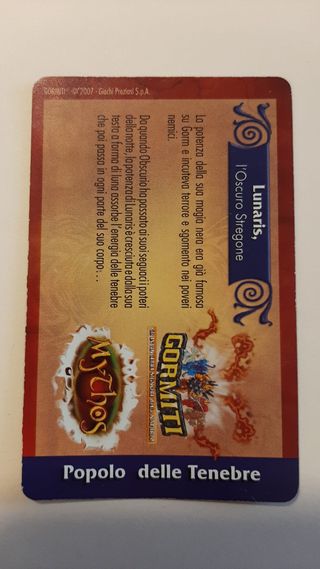 GORMITI® © 2007 - Giochi Preziosi S.p.A.
Lunaris,
l'Oscuro Stregone
La potenza della sua magia nera era già famosa
su Gorm e incuteva terrore e sgomento nei poveri
nemici.
Da quando Obscurio ha passato ai suoi seguaci i poteri
della notte, la potenza di Lunaris è cresciuta e dalla sua
testa a forma di luna assorbe l'energia delle tenebre
che poi passa in ogni parte del suo corpo...
GORMITI
MYTHOS
Popolo delle Tenebre